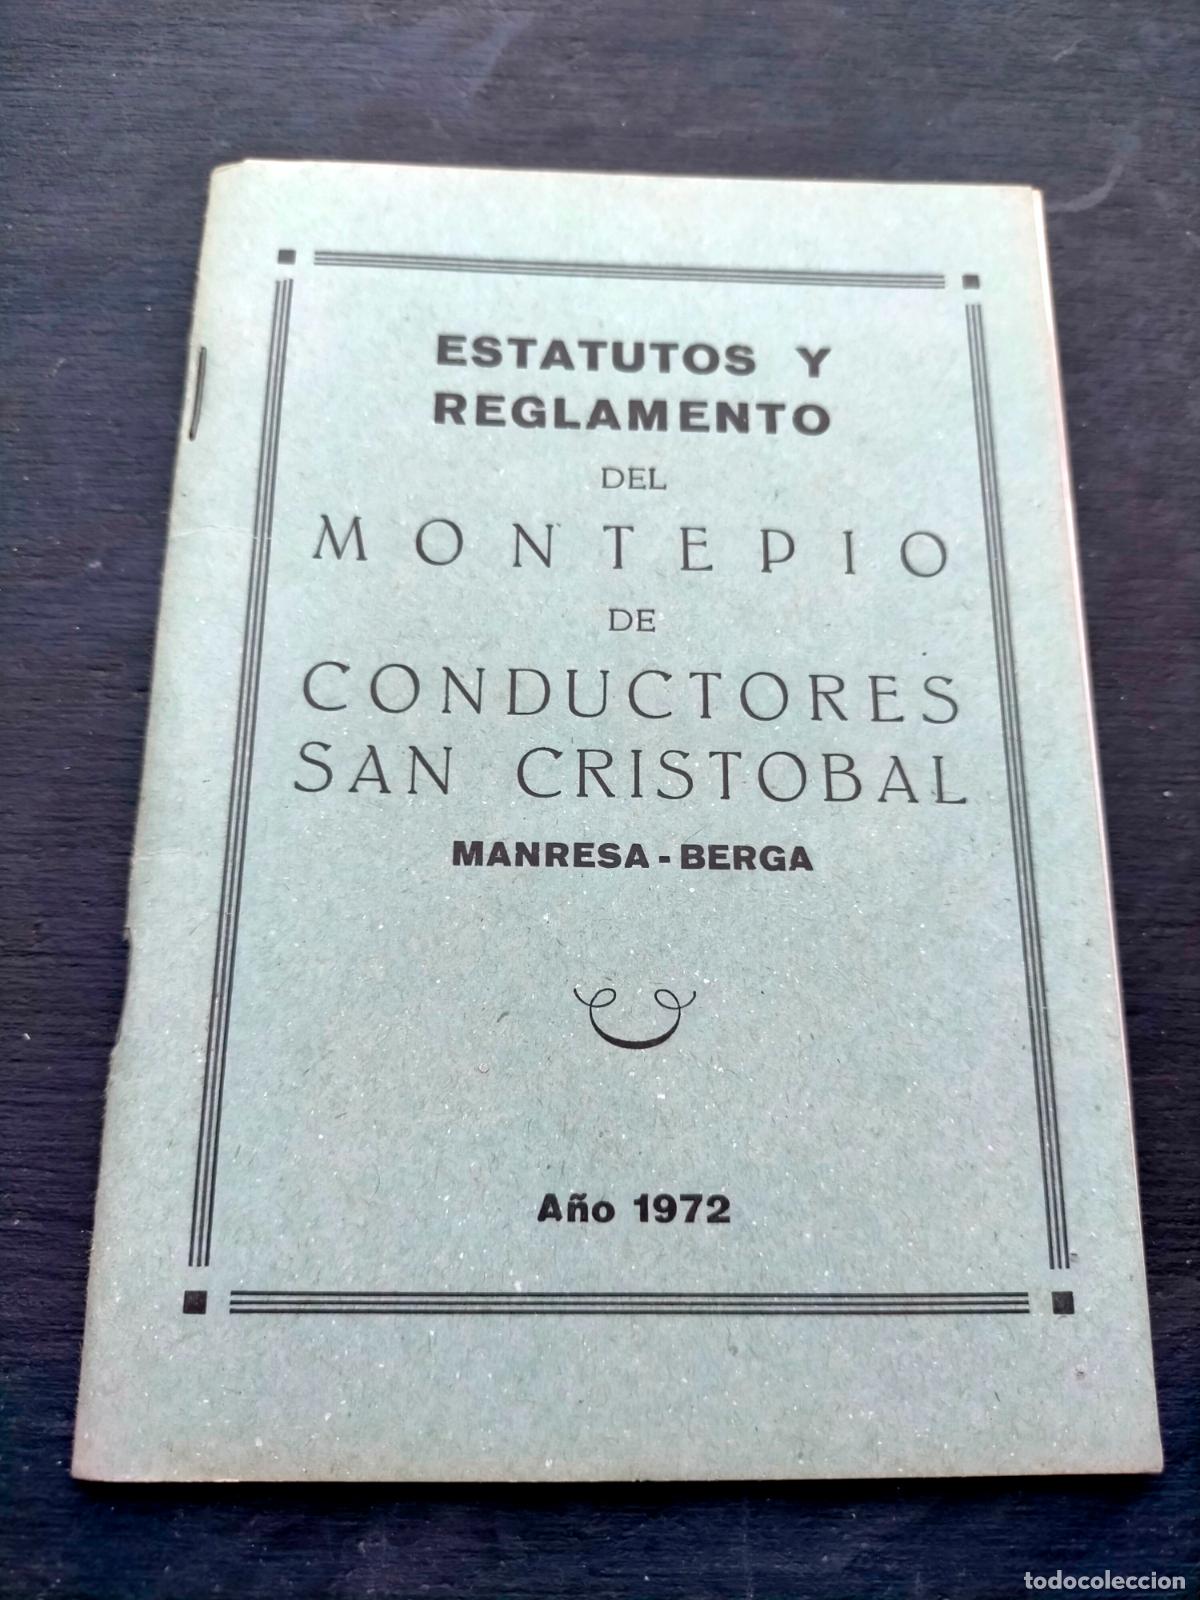 ESTATUTOS Y
REGLAMENTO
DEL
MONTEPIO
DE
CONDUCTORES
SAN CRISTOBAL
MANRESA - BERGA
Año 1972
todocoleccion